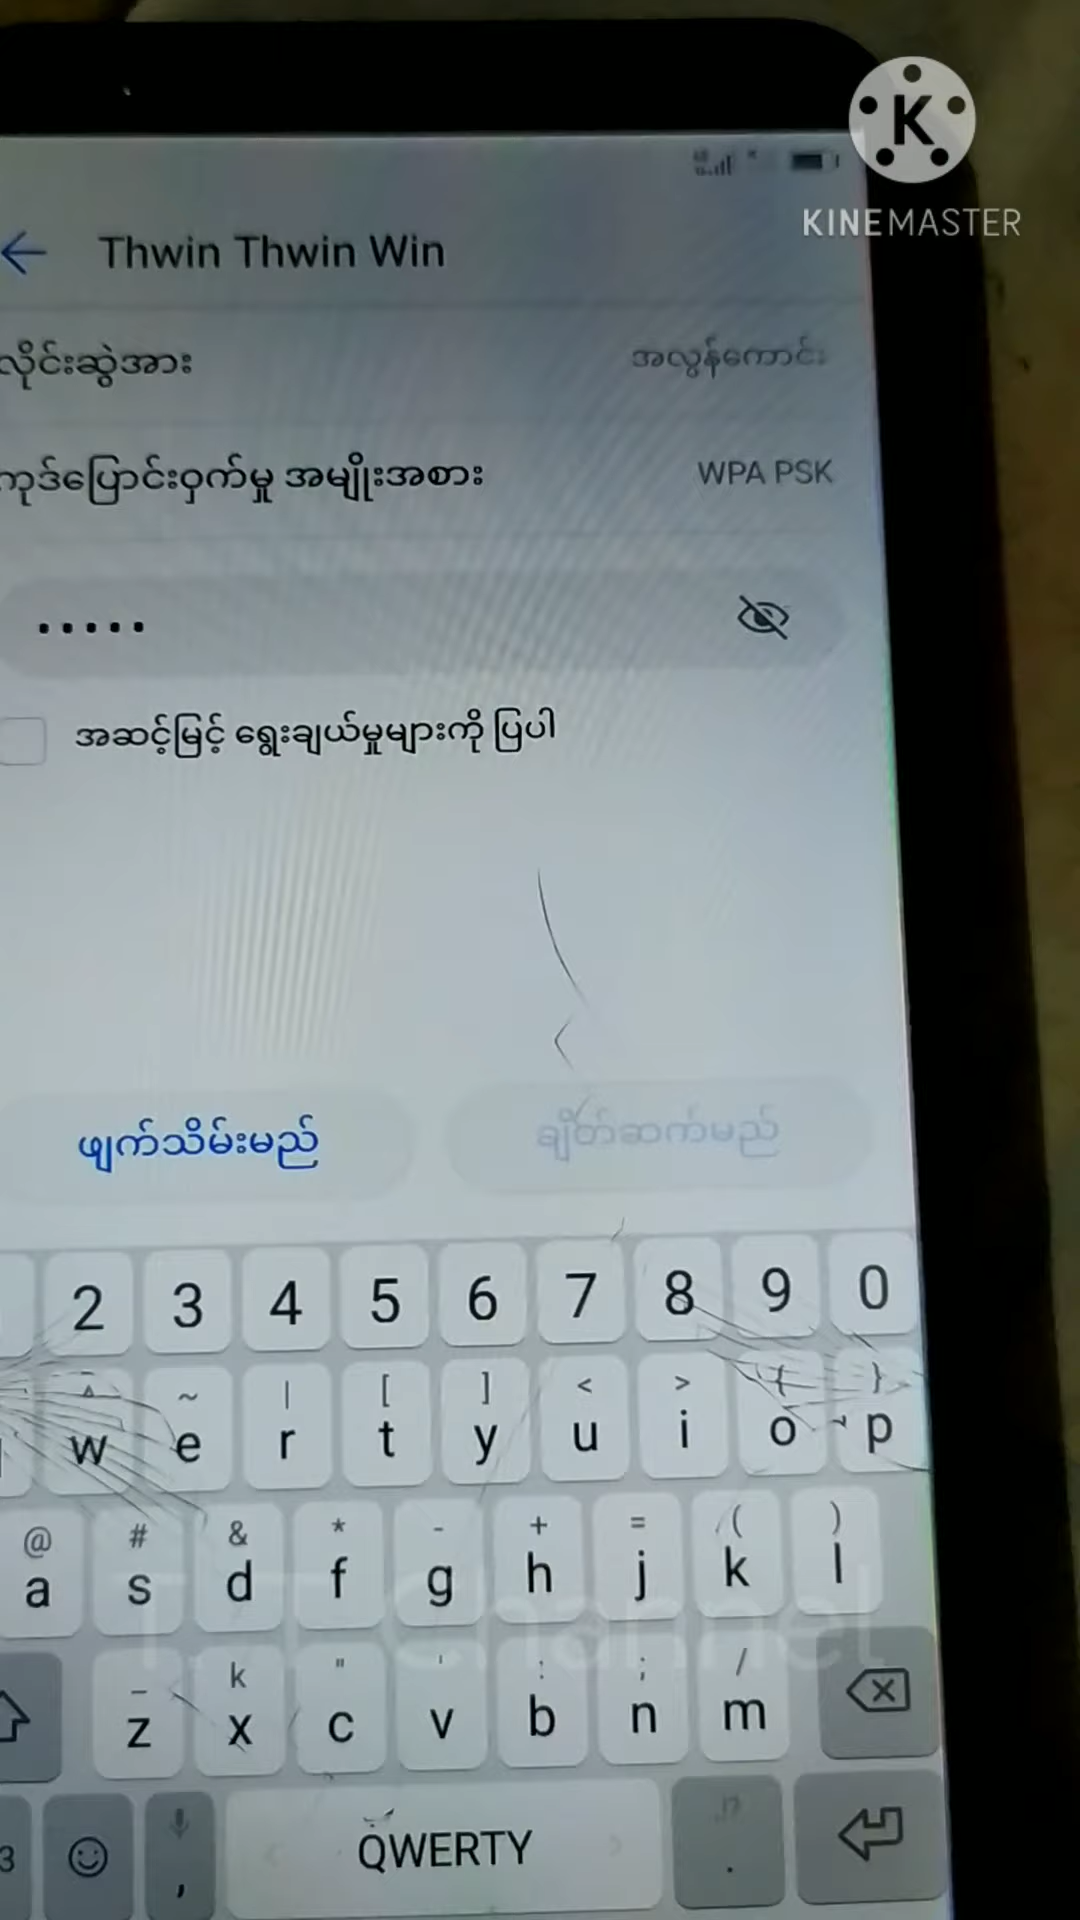 KINEMASTER
Thwin Thwin Win
လိုင်းဆွဲအား အလွန်ကောင်း
ကုဒ်ပြောင်းဝှက်မှု အမျိုးအစား WPA PSK
•••••
အဆင့်မြင့် ရွေးချယ်မှုများကို ပြပါ
ဖျက်သိမ်းမည် ချိတ်ဆက်မည်
2 3 4 5 6 7 8 9 0
^ ~ | [ ] < > { }
w e r t y u i o p
@ # & * - + = ( )
a s d f g h j k l
Channel
_ k " ' : ; /
z x c v b n m
, QWERTY .